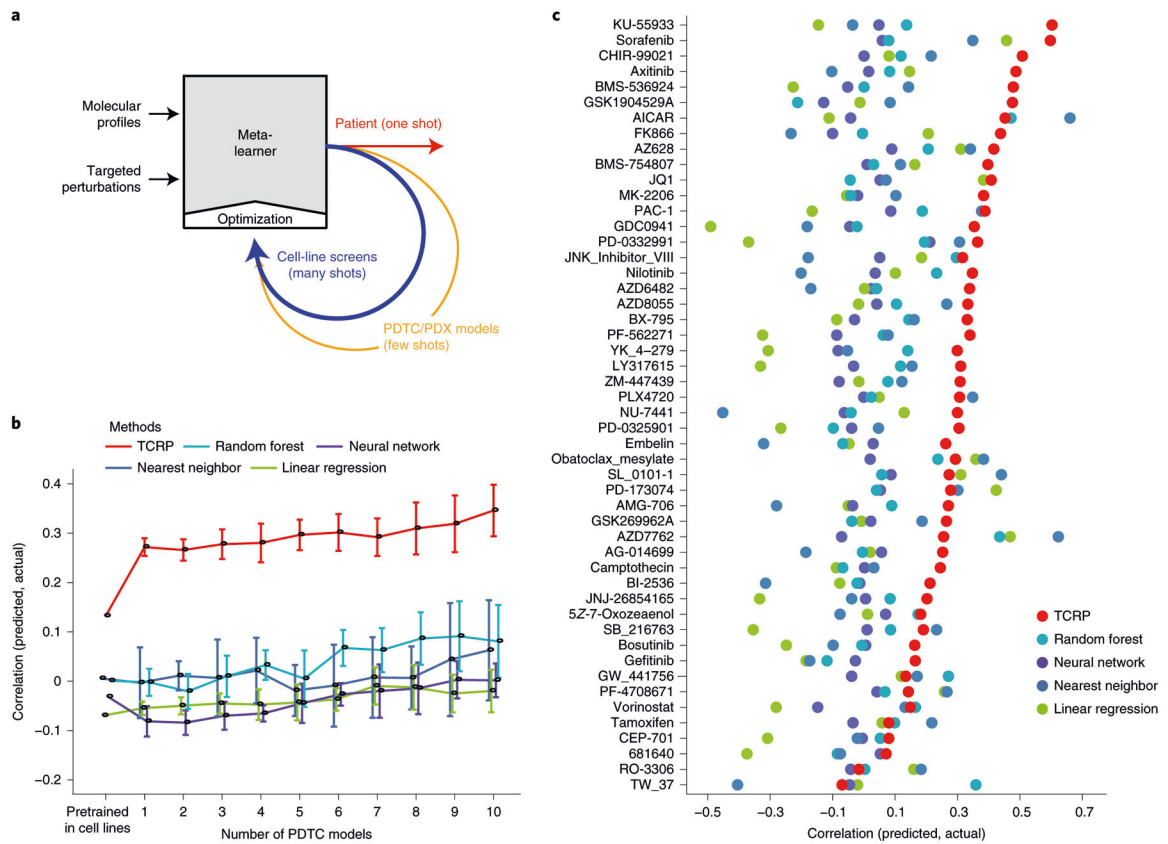 a
Molecular
profiles
Targeted
perturbations
Meta-
learner
Optimization
Patient (one shot)
Cell-line screens
(many shots)
PDTC/PDX models
(few shots)
b
Methods
TCRP
Random forest
Neural network
Nearest neighbor
Linear regression
Correlation (predicted, actual)
0.4
0.3
0.2
0.1
0
−0.1
−0.2
Pretrained
in cell lines
1 2 3 4 5 6 7 8 9 10
Number of PDTC models
c
KU-55933
Sorafenib
CHIR-99021
Axitinib
BMS-536924
GSK1904529A
AICAR
FK866
AZ628
BMS-754807
JQ1
MK-2206
PAC-1
GDC0941
PD-0332991
JNK_Inhibitor_VIII
Nilotinib
AZD6482
AZD8055
BX-795
PF-562271
YK_4–279
LY317615
ZM-447439
PLX4720
NU-7441
PD-0325901
Embelin
Obatoclax_mesylate
SL_0101-1
PD-173074
AMG-706
GSK269962A
AZD7762
AG-014699
Camptothecin
BI-2536
JNJ-26854165
5Z-7-Oxozeaenol
SB_216763
Bosutinib
Gefitinib
GW_441756
PF-4708671
Vorinostat
Tamoxifen
CEP-701
681640
RO-3306
TW_37
−0.5 −0.3 −0.1 0.1 0.3 0.5 0.7
Correlation (predicted, actual)
TCRP
Random forest
Neural network
Nearest neighbor
Linear regression